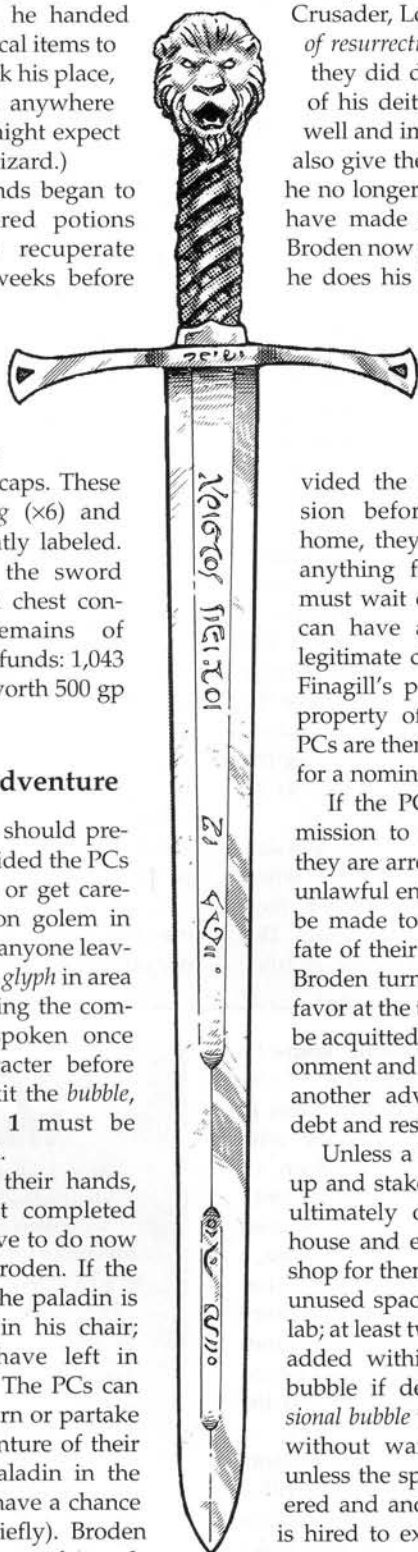 he handed
cal items to
k his place,
anywhere
ight expect
izard.)
nds began to
red potions
recuperate
weeks before
caps. These
g (×6) and
tly labeled.
the sword
chest con-
emains of
funds: 1,043
worth 500 gp
dventure
should pre-
ided the PCs
or get care-
on golem in
anyone leav-
glyph in area
ing the com-
spoken once
racter before
it the bubble,
1 must be
their hands,
t completed
ve to do now
roden. If the
he paladin is
in his chair;
have left in
The PCs can
rn or partake
nture of their
aladin in the
have a chance
iefly). Broden
Crusader, Lo
of resurrecti
they did d
of his deit
well and in
also give the
he no longer
have made
Broden now
he does his
vided the
sion befor
home, they
anything f
must wait
can have a
legitimate c
Finagill's p
property of
PCs are then
for a nomin
If the PC
mission to
they are arre
unlawful en
be made to
fate of their
Broden turn
favor at the
be acquitted
onment and
another adv
debt and res
Unless a
up and stake
ultimately
house and e
shop for then
unused spac
lab; at least tw
added withi
bubble if de
sional bubble
without wa
unless the sp
ered and an
is hired to ex